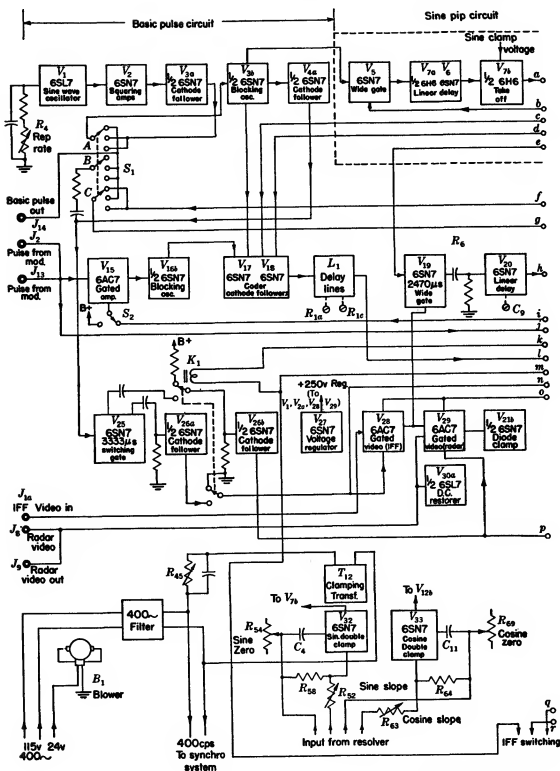 Basic pulse circuit
Sine pip circuit
Sine clamp
voltage
V1
6SL7
Sine wave
oscillator
V2
6SN7
Squaring
amps.
V3a
1/2 6SN7
Cathode
follower
V3b
1/2 6SN7
Blocking
osc.
V4a
1/2 6SN7
Cathode
follower
V5
6SN7
Wide gate
V7a V6
1/2 6H6 6SN7
Linear delay
V7b
1/2 6H6
Take
off
a
b
c
d
e
f
g
h
i
j
k
l
m
n
o
p
R4
Rep
rate
A
B
C
S1
Basic pulse
out
J14
J2
Pulse from
mod.
J13
Pulse from
mod.
V15
6AC7
Gated
amp.
V16b
1/2 6SN7
Blocking
osc.
V17 V18
6SN7 6SN7
Coder
cathode followers
L1
Delay
lines
R1a
R1c
V19
6SN7
2470μs
Wide
gate
R6
V20
6SN7
Linear
delay
C9
B+
S2
B+
K1
+250v Reg.
(To
V1, V20, V28, V29)
V25
6SN7
3333μs
switching
gate
V26a
1/2 6SN7
Cathode
follower
V26b
1/2 6SN7
Cathode
follower
V27
6SN7
Voltage
regulator
V28
6AC7
Gated
video (IFF)
V29
6AC7
Gated
video(radar)
V21b
1/2 6SN7
Diode
clamp
V30a
1/2 6SL7
D.C.
restorer
J1a
IFF Video in
J8
Radar
video
J9
Radar
video out
R45
T12
Clamping
Transf.
To V7b
V32
6SN7
Sin.double
clamp
To V12b
V33
6SN7
Cosine
Double
clamp
R54
Sine
Zero
C4
C11
R69
Cosine
Zero
R58
R52
Sine slope
R64
R63
Cosine slope
400~
Filter
B1
Blower
115v 24v
400~
400cps
To synchro
system
Input from resolver
q
r
IFF switching